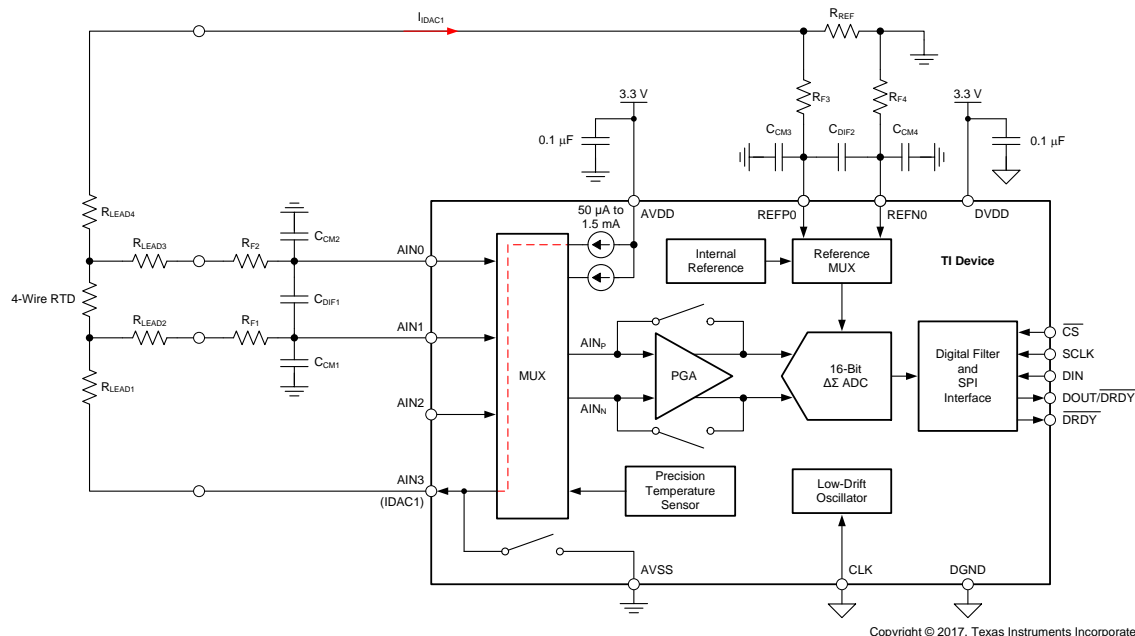 IIDAC1
RREF
3.3 V
RF3
RF4
3.3 V
0.1 µF
CCM3
CDIF2
CCM4
0.1 µF
RLEAD4
50 µA to
1.5 mA
AVDD
REFP0
REFN0
DVDD
CCM2
RLEAD3
RF2
AIN0
Internal
Reference
Reference
MUX
TI Device
4-Wire RTD
CDIF1
RLEAD2
RF1
AIN1
CS
AINP
SCLK
CCM1
MUX
PGA
16-Bit
ΔΣ ADC
Digital Filter
and
SPI
Interface
DIN
RLEAD1
AIN2
AINN
DOUT/DRDY
DRDY
AIN3
(IDAC1)
Precision
Temperature
Sensor
Low-Drift
Oscillator
AVSS
CLK
DGND
Copyright © 2017, Texas Instruments Incorporate